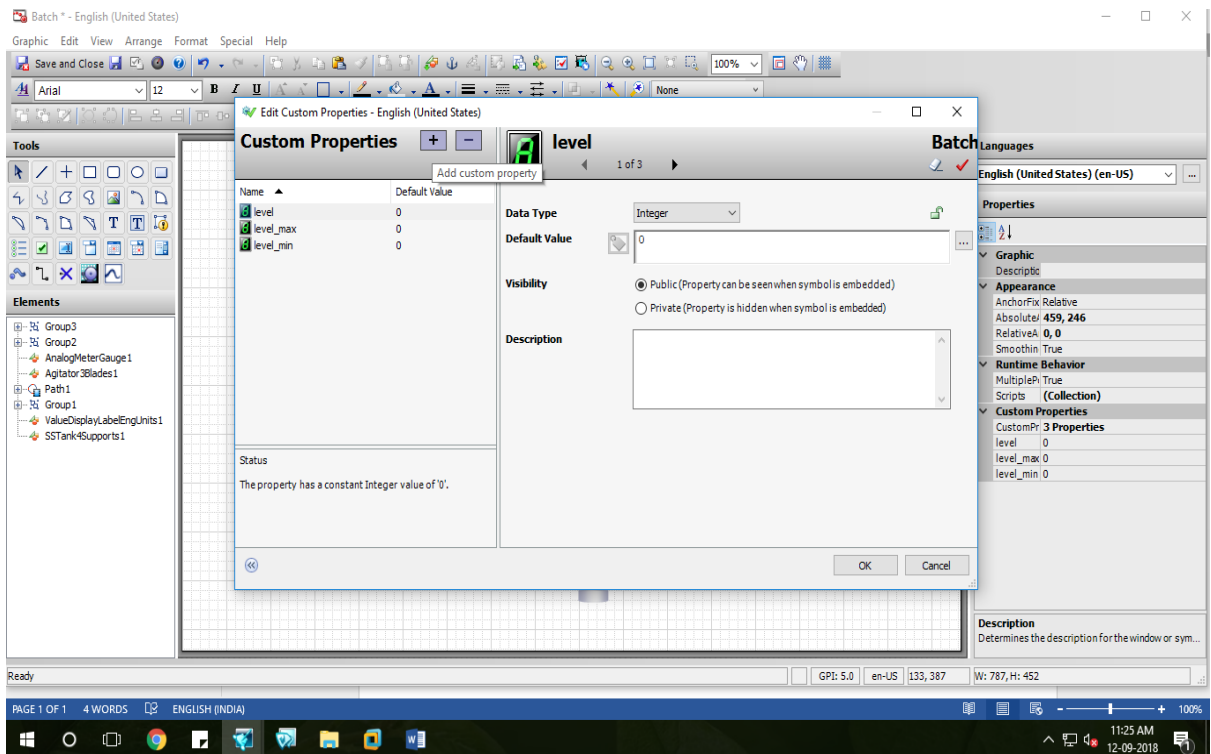 Batch * - English (United States)
Graphic Edit View Arrange Format Special Help
Save and Close 100%
Arial 12 B I U A None
Edit Custom Properties - English (United States)
Custom Properties + -
Add custom property
Name Default Value
level 0
level_max 0
level_min 0
Status
The property has a constant Integer value of '0'.
level Batch
1 of 3
Data Type Integer
Default Value 0 ...
Visibility Public (Property can be seen when symbol is embedded)
Private (Property is hidden when symbol is embedded)
Description
OK Cancel
Tools
T T
Elements
Group3
Group2
AnalogMeterGauge1
Agitator3Blades1
Path1
Group1
ValueDisplayLabelEngUnits1
SSTank4Supports1
Languages
English (United States) (en-US) ...
Properties
Graphic
Descriptic
Appearance
AnchorFix Relative
Absolute/ 459, 246
RelativeA 0, 0
Smoothin True
Runtime Behavior
MultipleP True
Scripts (Collection)
Custom Properties
CustomPr 3 Properties
level 0
level_max 0
level_min 0
Description
Determines the description for the window or sym...
Ready GPI: 5.0 en-US 133, 387 W: 787, H: 452
PAGE 1 OF 1 4 WORDS ENGLISH (INDIA) - + 100%
11:25 AM
12-09-2018